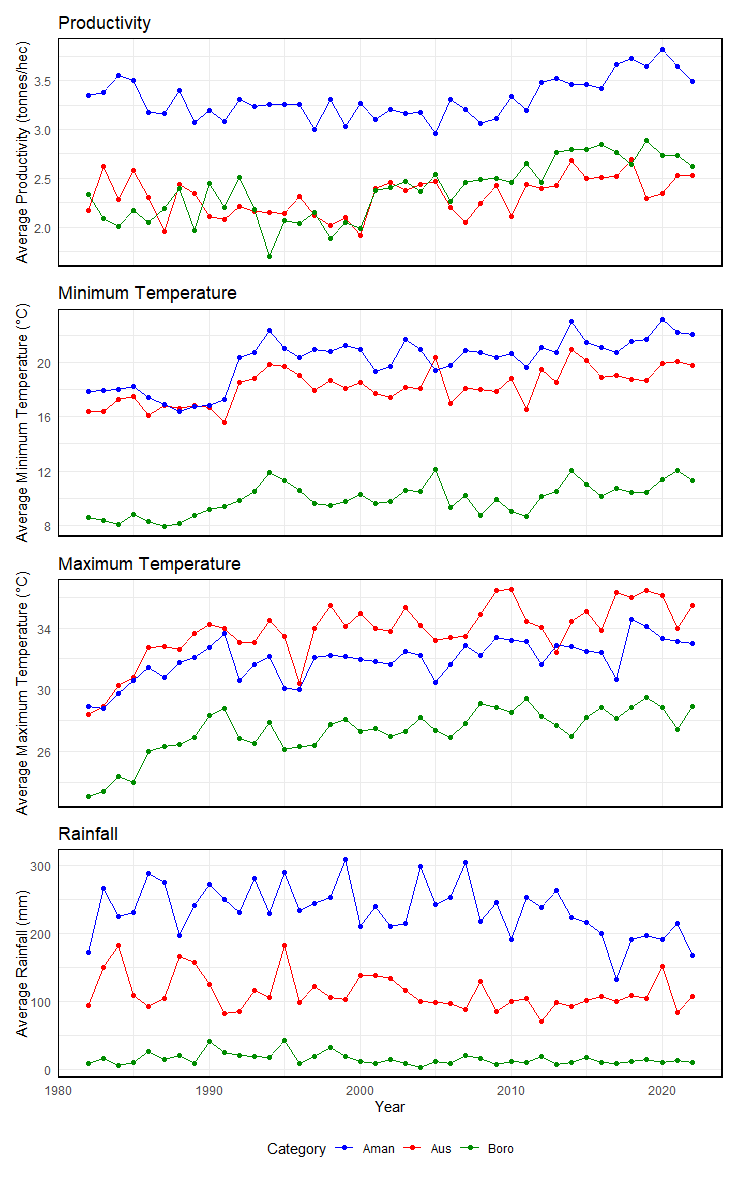 Productivity
Average Productivity (tonnes/hec)
3.5
3.0
2.5
2.0
Minimum Temperature
Average Minimum Temperature (°C)
20
16
12
8
Maximum Temperature
Average Maximum Temperature (°C)
34
30
26
Rainfall
Average Rainfall (mm)
300
200
100
0
1980 1990 2000 2010 2020
Year
Category Aman Aus Boro